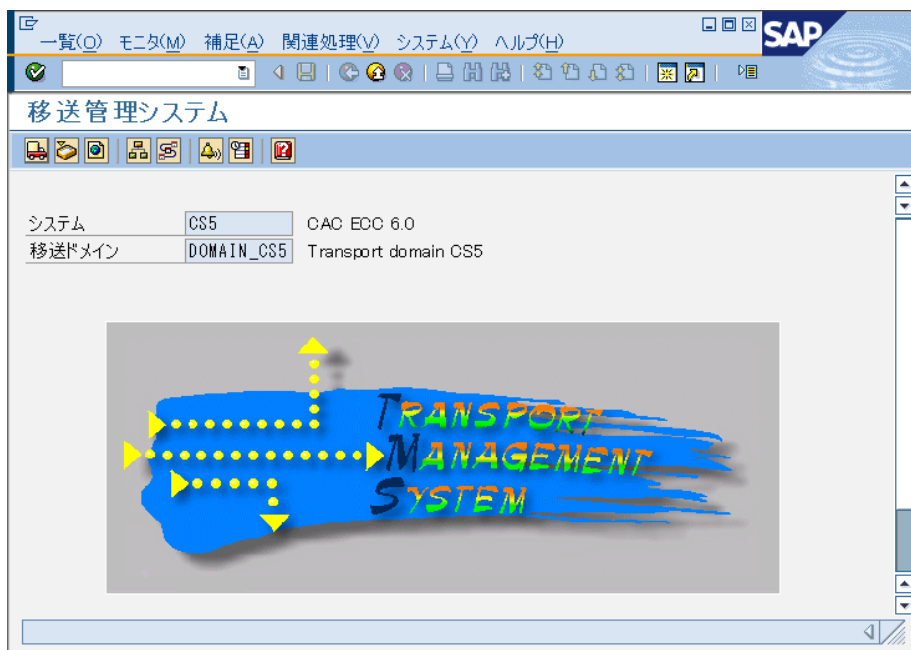 一覧(O) モニタ(M) 補足(A) 関連処理(V) システム(Y) ヘルプ(H)
SAP
移送管理システム
システム CS5 CAC ECC 6.0
移送ドメイン DOMAIN_CS5 Transport domain CS5
TRANSPORT
MANAGEMENT
SYSTEM